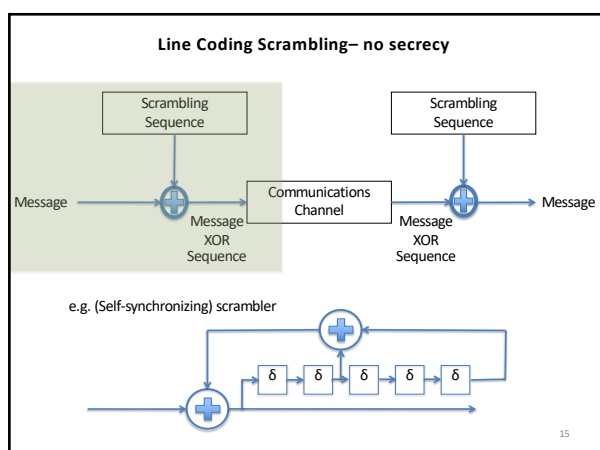 Line Coding Scrambling– no secrecy
Scrambling
Sequence
Scrambling
Sequence
Message
Communications
Channel
Message
Message
XOR
Sequence
Message
XOR
Sequence
e.g. (Self-synchronizing) scrambler
δ δ δ δ δ
15